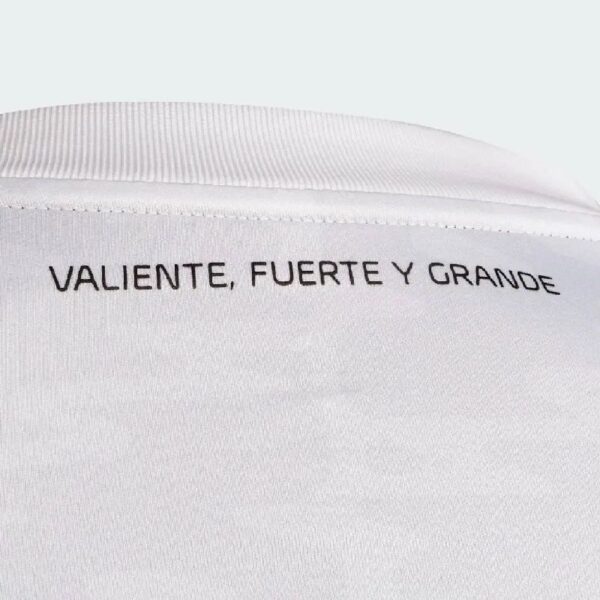 VALIENTE, FUERTE Y GRANDE